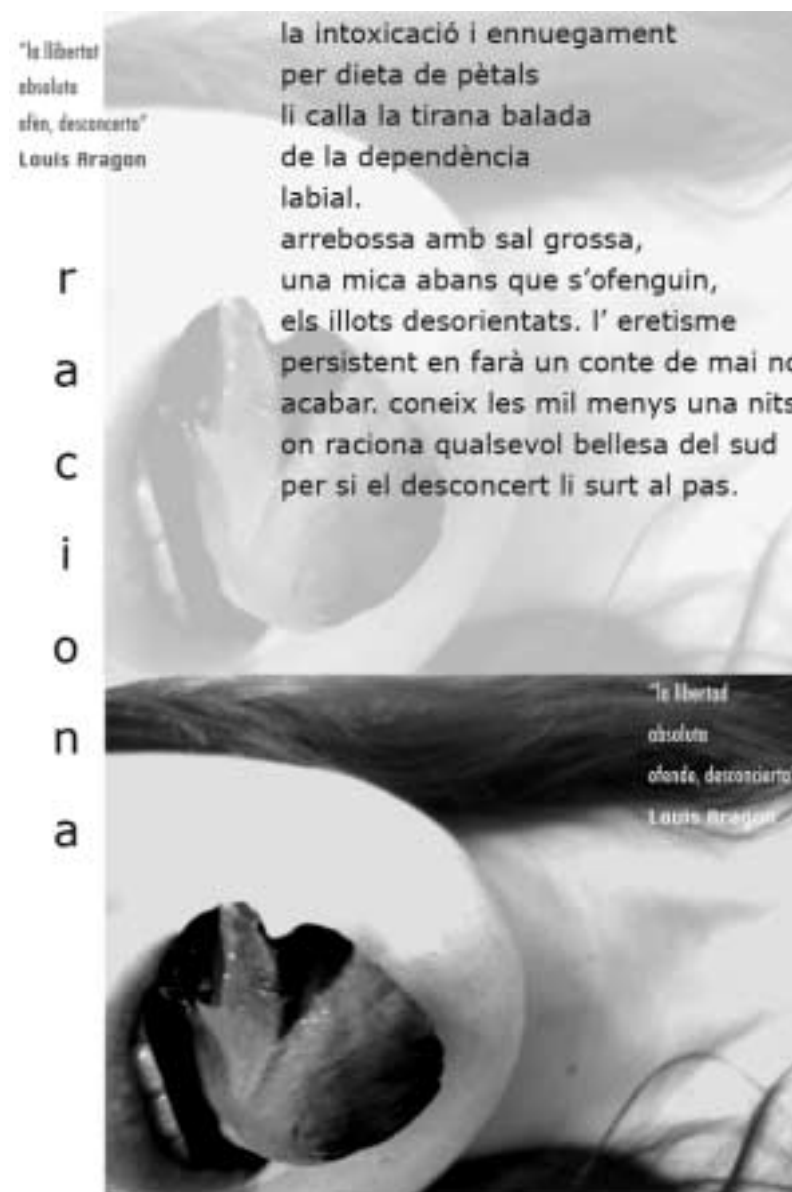 "la llibertat
absoluta
ofèn, desconcerta"
Louis Aragon
la intoxicació i ennuegament
per dieta de pètals
li calla la tirana balada
de la dependència
labial.
arrebossa amb sal grossa,
una mica abans que s'ofenguin,
els illots desorientats. l' eretisme
persistent en farà un conte de mai no
acabar. coneix les mil menys una nits
on raciona qualsevol bellesa del sud
per si el desconcert li surt al pas.
r
a
c
i
o
n
a
"la libertad
absoluta
ofende, desconcierta"
Louis Aragon